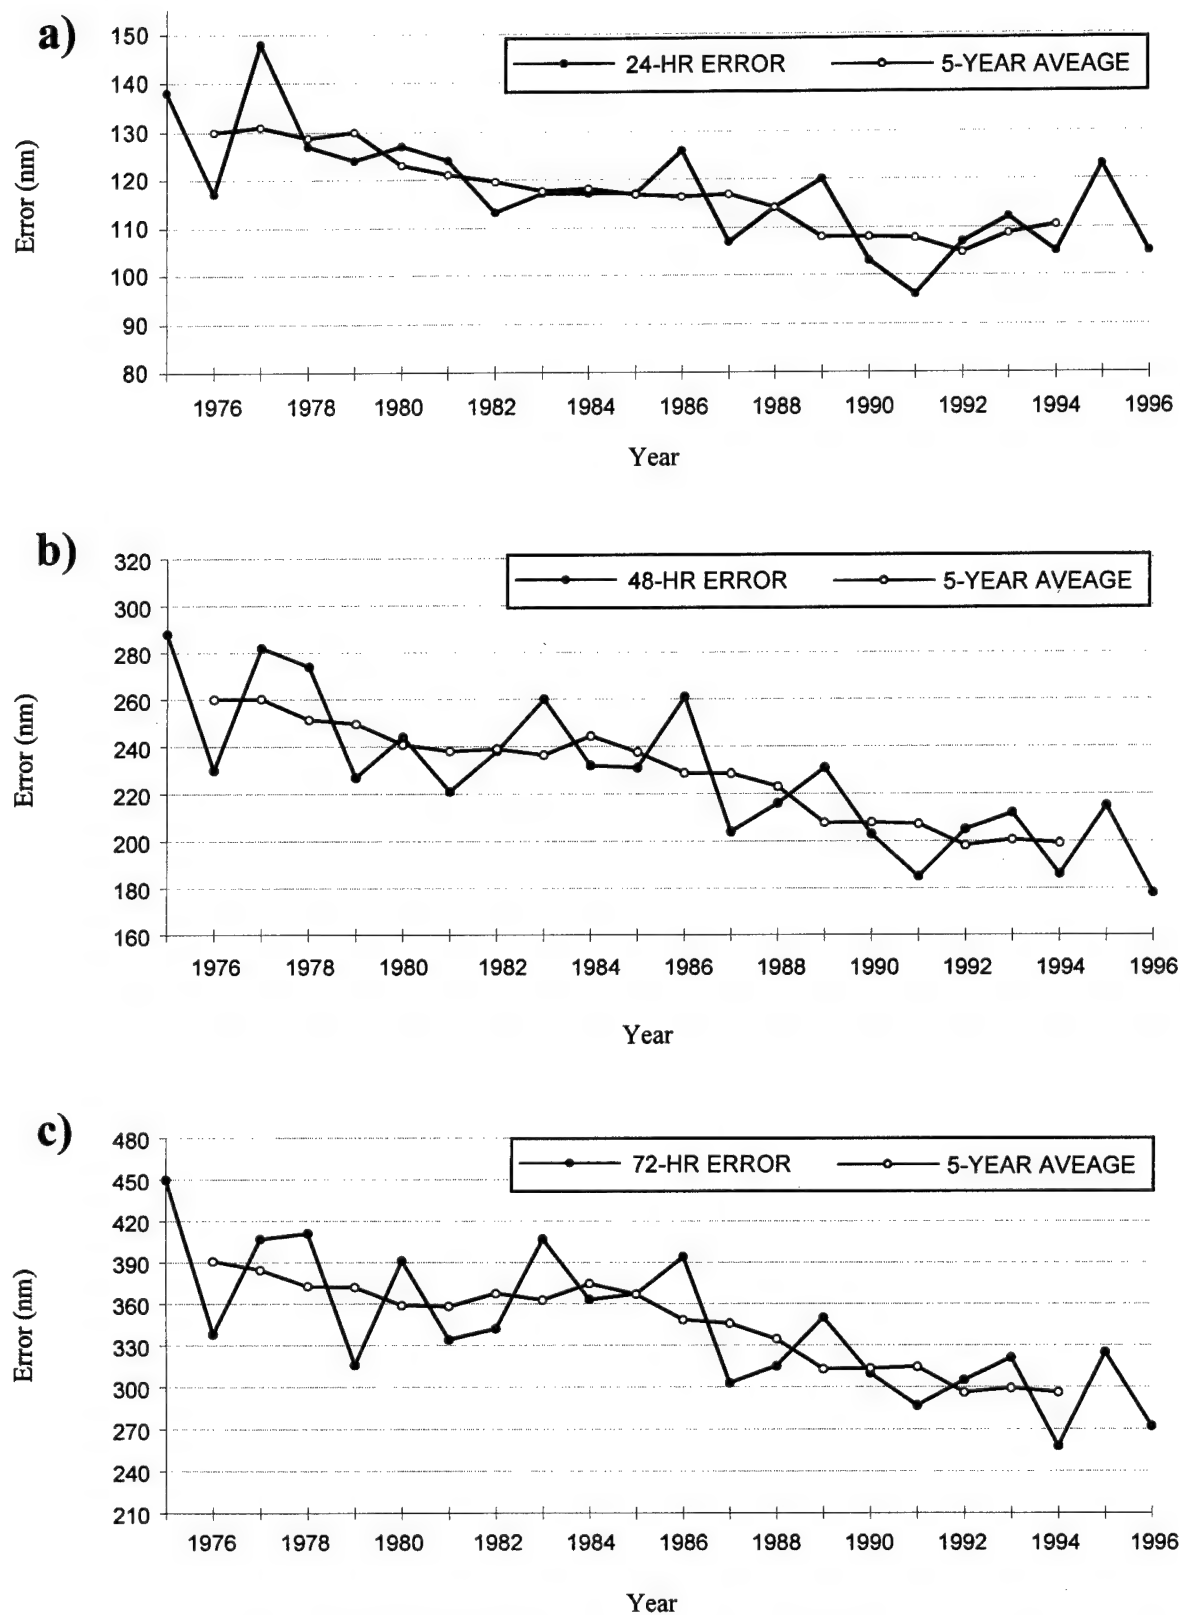 a)
24-HR ERROR 5-YEAR AVEAGE
150
140
130
120
110
100
90
80
Error (nm)
1976 1978 1980 1982 1984 1986 1988 1990 1992 1994 1996
Year
b)
48-HR ERROR 5-YEAR AVEAGE
320
300
280
260
240
220
200
180
160
Error (nm)
1976 1978 1980 1982 1984 1986 1988 1990 1992 1994 1996
Year
c)
72-HR ERROR 5-YEAR AVEAGE
480
450
420
390
360
330
300
270
240
210
Error (nm)
1976 1978 1980 1982 1984 1986 1988 1990 1992 1994 1996
Year